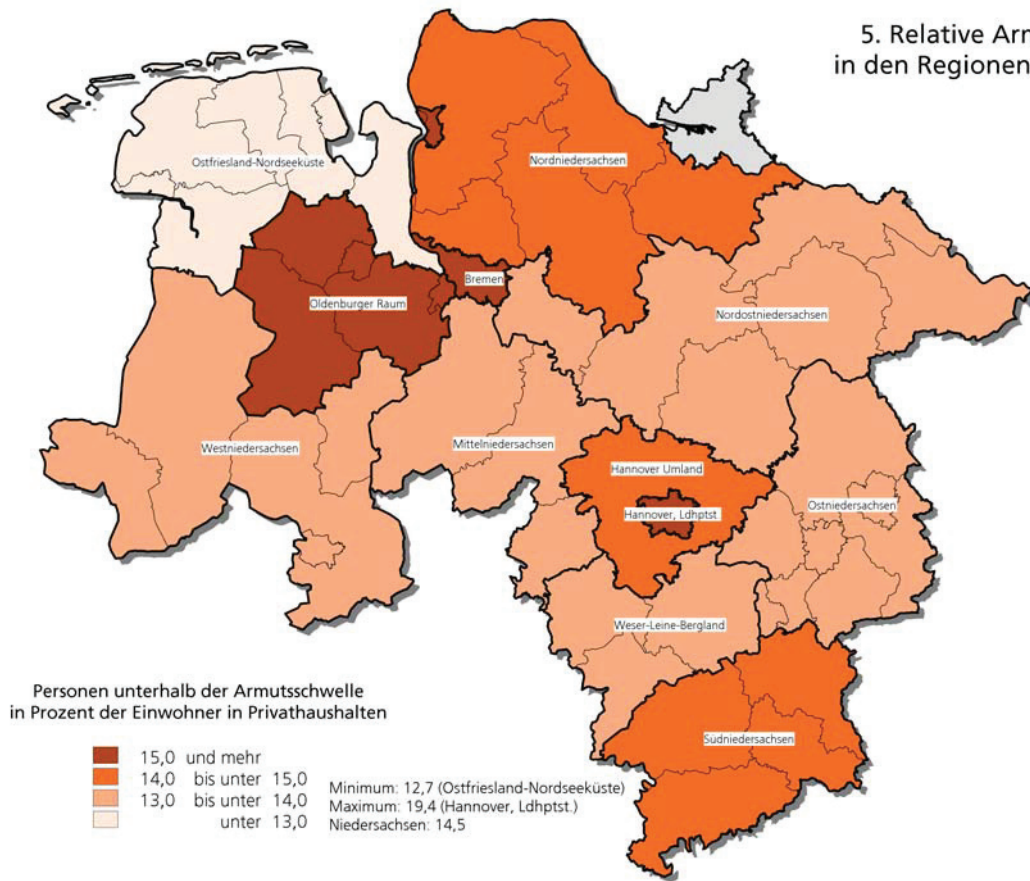 5. Relative Arm
in den Regionen
Ostfriesland-Nordseeküste
Nordniedersachsen
Bremen
Oldenburger Raum
Nordostniedersachsen
Westniedersachsen
Mittelniedersachsen
Hannover Umland
Hannover, Ldhptst.
Ostniedersachsen
Weser-Leine-Bergland
Südniedersachsen
Personen unterhalb der Armutsschwelle
in Prozent der Einwohner in Privathaushalten
15,0 und mehr
14,0 bis unter 15,0
13,0 bis unter 14,0
unter 13,0
Minimum: 12,7 (Ostfriesland-Nordseeküste)
Maximum: 19,4 (Hannover, Ldhptst.)
Niedersachsen: 14,5